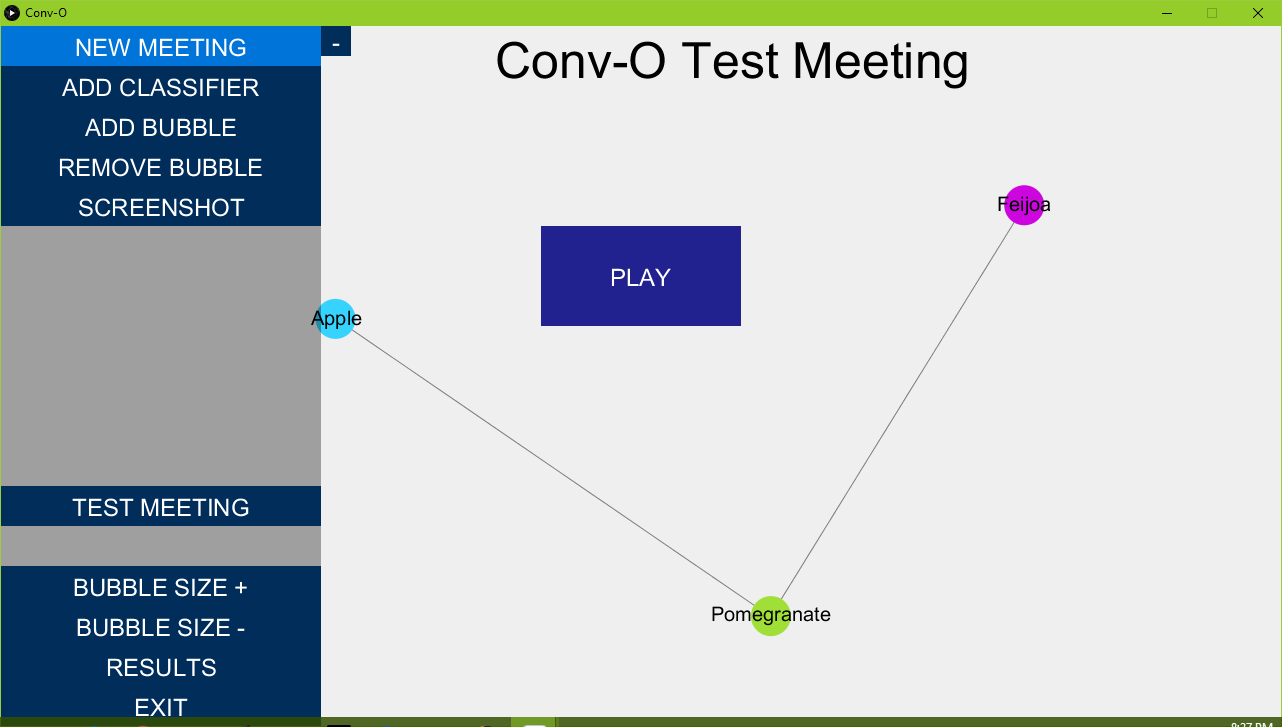 Conv-O
NEW MEETING
-
Conv-O Test Meeting
ADD CLASSIFIER
ADD BUBBLE
REMOVE BUBBLE
SCREENSHOT
Feijoa
PLAY
Apple
TEST MEETING
BUBBLE SIZE +
Pomegranate
BUBBLE SIZE -
RESULTS
EXIT